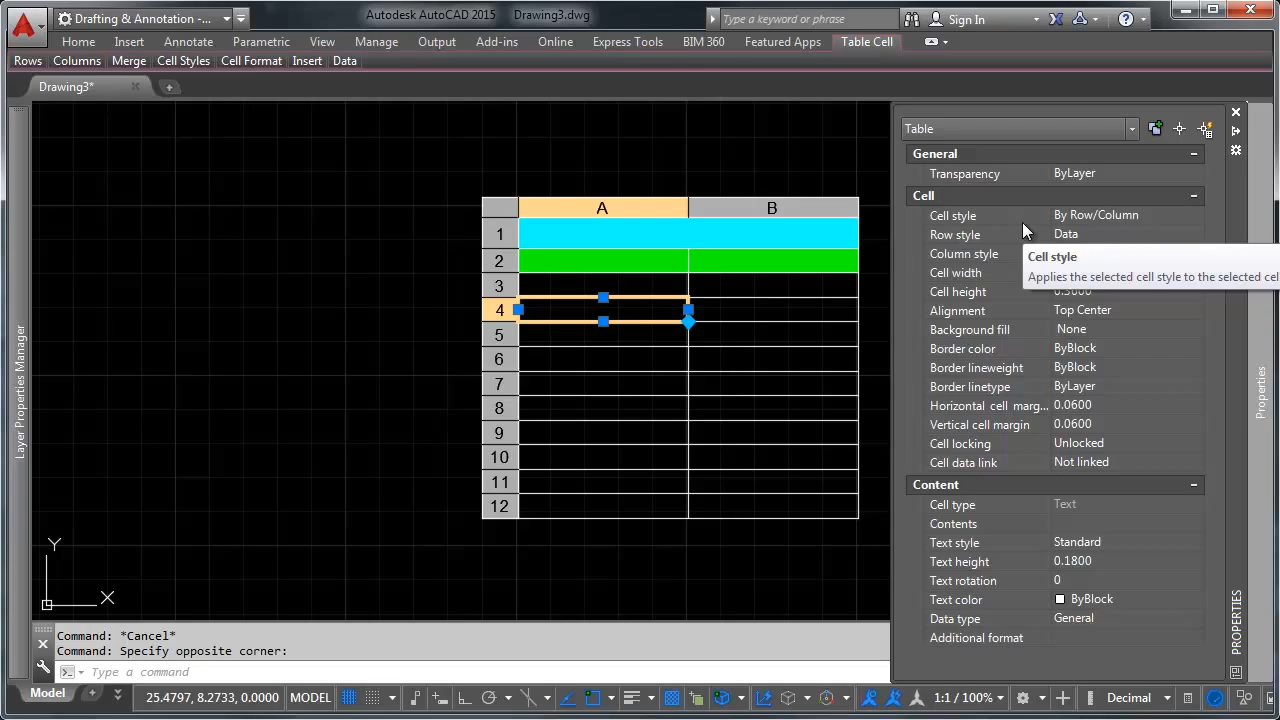 Drafting & Annotation -...
Autodesk AutoCAD 2015 Drawing3.dwg
Type a keyword or phrase
Sign In
?
Home Insert Annotate Parametric View Manage Output Add-ins Online Express Tools BIM 360 Featured Apps Table Cell
Rows Columns Merge Cell Styles Cell Format Insert Data
Drawing3*
Layer Properties Manager
A B
1
2
3
4
5
6
7
8
9
10
11
12
Y
X
Table
General
Transparency ByLayer
Cell
Cell style By Row/Column
Row style Data
Column style
Cell width
Cell height
Cell style
Applies the selected cell style to the selected cel
Alignment Top Center
Background fill None
Border color ByBlock
Border lineweight ByBlock
Border linetype ByLayer
Horizontal cell marg... 0.0600
Vertical cell margin 0.0600
Cell locking Unlocked
Cell data link Not linked
Content
Cell type Text
Contents
Text style Standard
Text height 0.1800
Text rotation 0
Text color ByBlock
Data type General
Additional format
Properties
PROPERTIES
Command: *Cancel*
Command: Specify opposite corner:
Type a command
Model
25.4797, 8.2733, 0.0000 MODEL
1:1 / 100%
Decimal